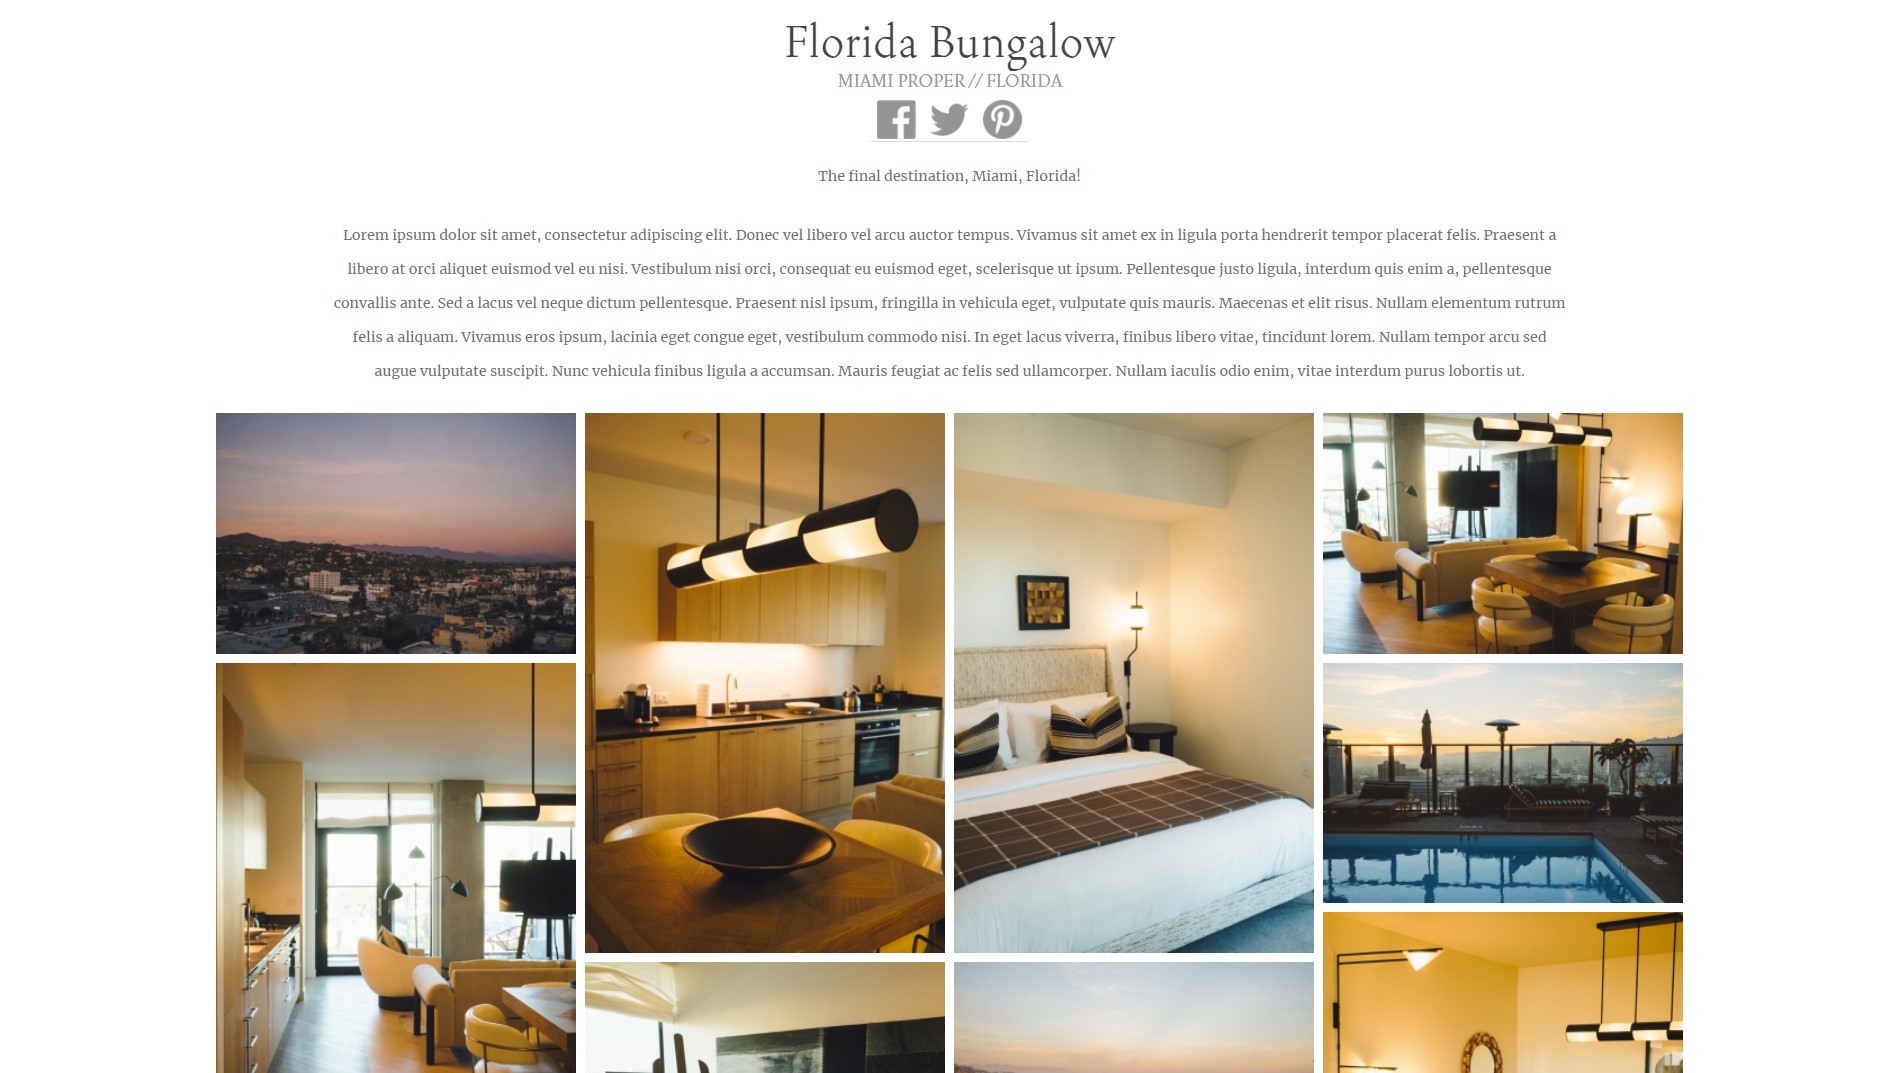 Florida Bungalow
MIAMI PROPER // FLORIDA
The final destination, Miami, Florida!
Lorem ipsum dolor sit amet, consectetur adipiscing elit. Donec vel libero vel arcu auctor tempus. Vivamus sit amet ex in ligula porta hendrerit tempor placerat felis. Praesent a
libero at orci aliquet euismod vel eu nisi. Vestibulum nisi orci, consequat eu euismod eget, scelerisque ut ipsum. Pellentesque justo ligula, interdum quis enim a, pellentesque
convallis ante. Sed a lacus vel neque dictum pellentesque. Praesent nisl ipsum, fringilla in vehicula eget, vulputate quis mauris. Maecenas et elit risus. Nullam elementum rutrum
felis a aliquam. Vivamus eros ipsum, lacinia eget congue eget, vestibulum commodo nisi. In eget lacus viverra, finibus libero vitae, tincidunt lorem. Nullam tempor arcu sed
augue vulputate suscipit. Nunc vehicula finibus ligula a accumsan. Mauris feugiat ac felis sed ullamcorper. Nullam iaculis odio enim, vitae interdum purus lobortis ut.